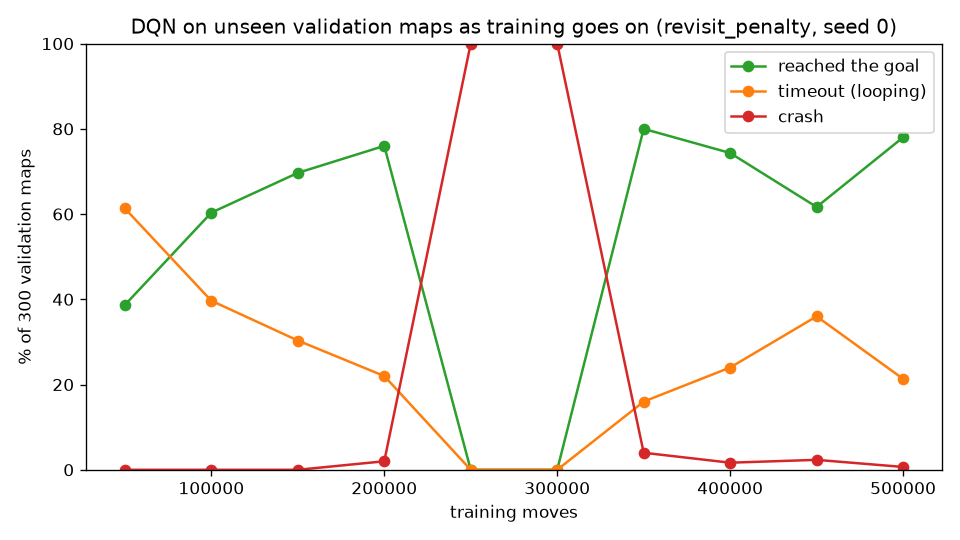 DQN on unseen validation maps as training goes on (revisit_penalty, seed 0)
% of 300 validation maps
100
80
60
40
20
0
reached the goal
timeout (looping)
crash
100000
200000
300000
400000
500000
training moves